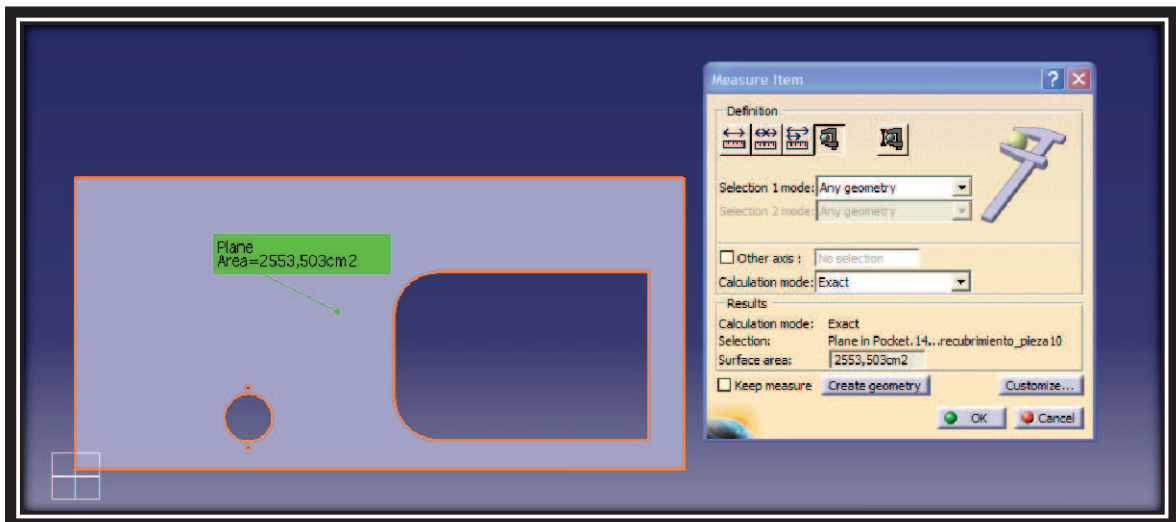 Measure Item
Definition
Selection 1 mode: Any geometry
Selection 2 mode: Any geometry
Plane
Area=2553,503cm2
Other axis : No selection
Calculation mode: Exact
Results
Calculation mode: Exact
Selection: Plane in Pocket.14...recubrimiento_pieza10
Surface area: 2553,503cm2
Keep measure Create geometry Customize...
OK Cancel